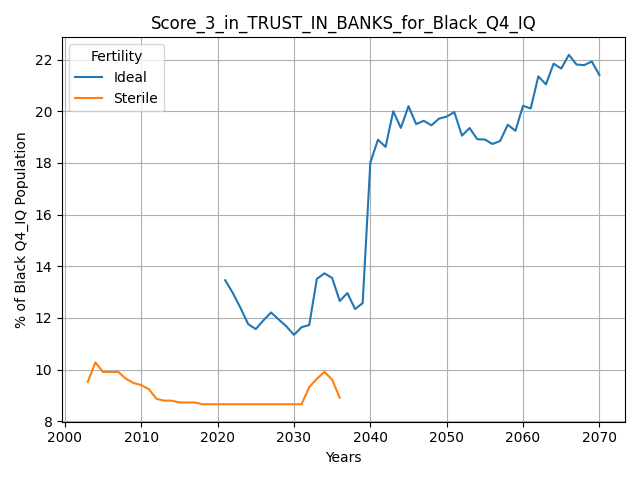 Score_3_in_TRUST_IN_BANKS_for_Black_Q4_IQ
Fertility
Ideal
Sterile
% of Black Q4_IQ Population
22
20
18
16
14
12
10
8
2000 2010 2020 2030 2040 2050 2060 2070
Years